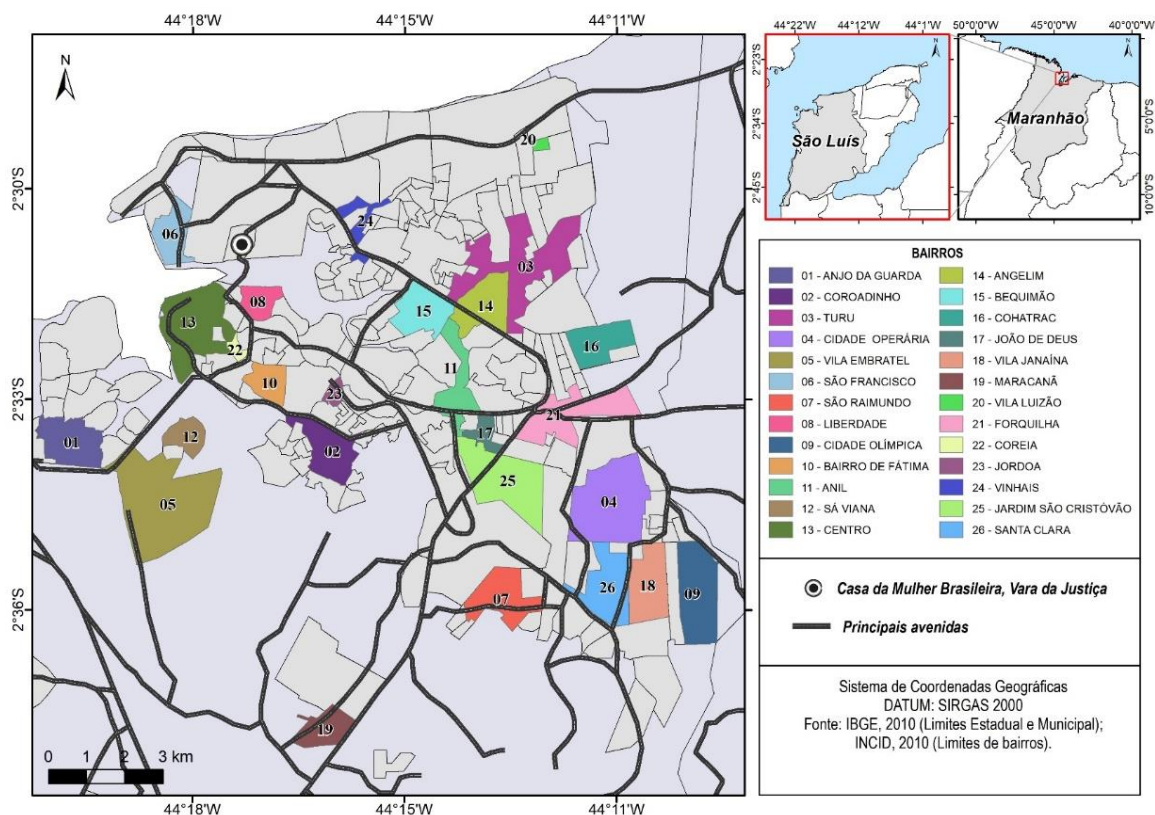 44°18'W 44°15'W 44°11'W
N
2°30'S
2°33'S
2°36'S
20
24
06
03
08
14
15
13
22
16
11
10
23
21
01
12
17
02
25
05
04
26
18
09
07
19
0 1 2 3 km
44°18'W 44°15'W 44°11'W
44°22'W 44°12'W 44°1'W
2°23'S
2°34'S
2°46'S
N
São Luís
50°0'0"W 45°0'W 40°0'0"W
N
Maranhão
5°0'0"S
10°0'0"S
BAIRROS
01 - ANJO DA GUARDA
02 - COROADINHO
03 - TURU
04 - CIDADE OPERÁRIA
05 - VILA EMBRATEL
06 - SÃO FRANCISCO
07 - SÃO RAIMUNDO
08 - LIBERDADE
09 - CIDADE OLÍMPICA
10 - BAIRRO DE FÁTIMA
11 - ANIL
12 - SÁ VIANA
13 - CENTRO
14 - ANGELIM
15 - BEQUIMÃO
16 - COHATRAC
17 - JOÃO DE DEUS
18 - VILA JANAÍNA
19 - MARACANÃ
20 - VILA LUIZÃO
21 - FORQUILHA
22 - COREIA
23 - JORDOA
24 - VINHAIS
25 - JARDIM SÃO CRISTÓVÃO
26 - SANTA CLARA
Casa da Mulher Brasileira, Vara da Justiça
Principais avenidas
Sistema de Coordenadas Geográficas
DATUM: SIRGAS 2000
Fonte: IBGE, 2010 (Limites Estadual e Municipal);
INCID, 2010 (Limites de bairros).